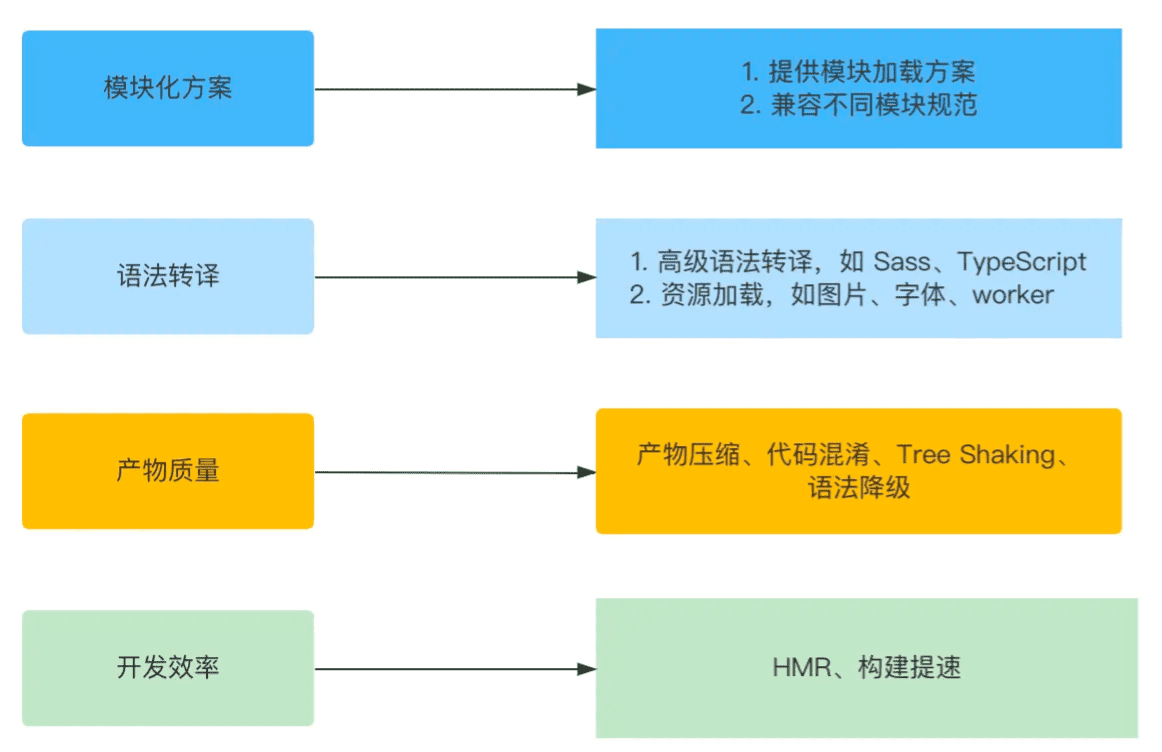 模块化方案
1. 提供模块加载方案
2. 兼容不同模块规范
语法转译
1. 高级语法转译，如 Sass、TypeScript
2. 资源加载，如图片、字体、worker
产物质量
产物压缩、代码混淆、Tree Shaking、
语法降级
开发效率
HMR、构建提速